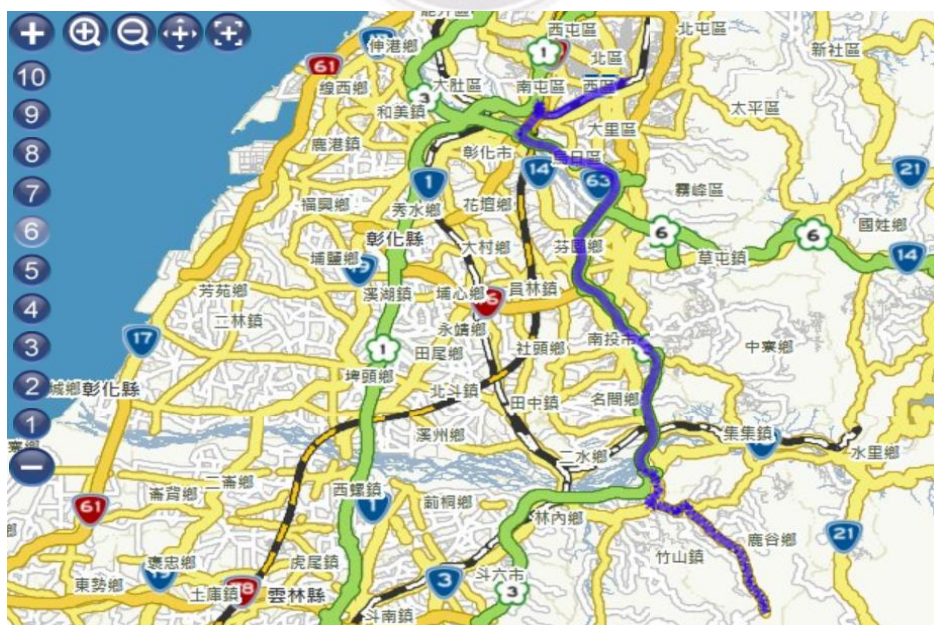 北屯區
西屯區
伸港鄉
1
新社區
北區
61
10
線西鄉
大肚區
南屯區
西區
3
太平區
和美鎮
9
大里區
鹿港鎮
8
彰化市
烏日區
14
21
1
63
7
霧峰區
福興鄉
秀水鄉
花壇鄉
國姓鄉
6
6
6
彰化縣
大村鄉
芬園鄉
草屯鎮
14
埔鹽鄉
5
芳苑鄉
溪湖鎮
埔心鄉
員林鎮
4
二林鎮
永靖鄉
17
南投市
中寮鄉
3
1
田尾鄉
社頭鄉
埤頭鄉
2
彰化縣
北斗鎮
名間鄉
田中鎮
1
溪州鄉
集集鎮
二水鄉
水里鄉
二崙鄉
崙背鄉
西螺鎮
莿桐鄉
61
1
林內鄉
21
鹿谷鄉
竹山鎮
褒忠鄉
虎尾鎮
3
斗六市
東勢鄉
土庫鎮
雲林縣
3
斗南鎮